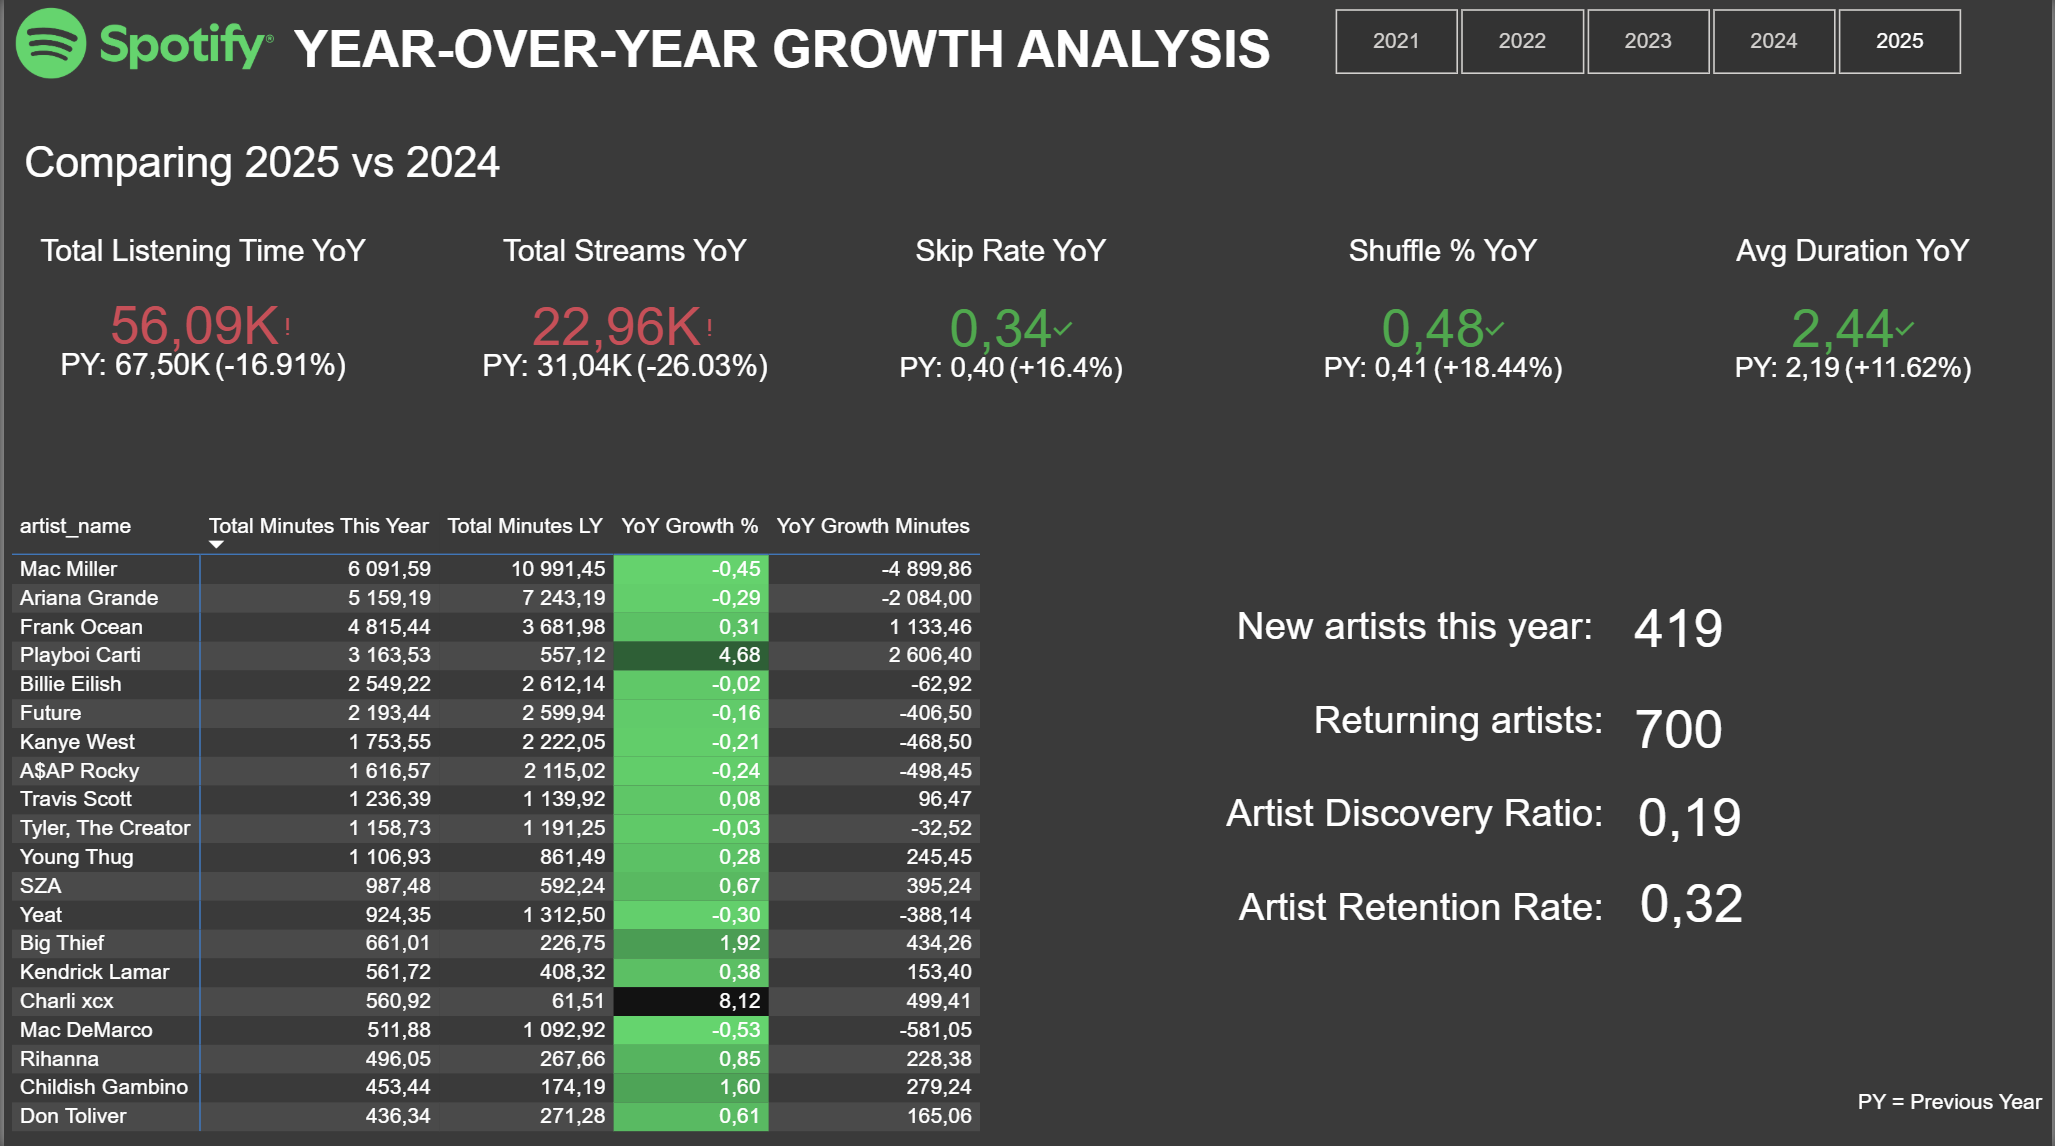 Spotify® YEAR-OVER-YEAR GROWTH ANALYSIS
2021 2022 2023 2024 2025
Comparing 2025 vs 2024
Total Listening Time YoY Total Streams YoY Skip Rate YoY Shuffle % YoY Avg Duration YoY
56,09K! 22,96K! 0,34✓ 0,48✓ 2,44✓
PY: 67,50K (-16.91%) PY: 31,04K (-26.03%) PY: 0,40 (+16.4%) PY: 0,41 (+18.44%) PY: 2,19 (+11.62%)
artist_name Total Minutes This Year Total Minutes LY YoY Growth % YoY Growth Minutes
Mac Miller 6 091,59 10 991,45 -0,45 -4 899,86
Ariana Grande 5 159,19 7 243,19 -0,29 -2 084,00
Frank Ocean 4 815,44 3 681,98 0,31 1 133,46
Playboi Carti 3 163,53 557,12 4,68 2 606,40
Billie Eilish 2 549,22 2 612,14 -0,02 -62,92
Future 2 193,44 2 599,94 -0,16 -406,50
Kanye West 1 753,55 2 222,05 -0,21 -468,50
A$AP Rocky 1 616,57 2 115,02 -0,24 -498,45
Travis Scott 1 236,39 1 139,92 0,08 96,47
Tyler, The Creator 1 158,73 1 191,25 -0,03 -32,52
Young Thug 1 106,93 861,49 0,28 245,45
SZA 987,48 592,24 0,67 395,24
Yeat 924,35 1 312,50 -0,30 -388,14
Big Thief 661,01 226,75 1,92 434,26
Kendrick Lamar 561,72 408,32 0,38 153,40
Charli xcx 560,92 61,51 8,12 499,41
Mac DeMarco 511,88 1 092,92 -0,53 -581,05
Rihanna 496,05 267,66 0,85 228,38
Childish Gambino 453,44 174,19 1,60 279,24
Don Toliver 436,34 271,28 0,61 165,06
New artists this year: 419
Returning artists: 700
Artist Discovery Ratio: 0,19
Artist Retention Rate: 0,32
PY = Previous Year